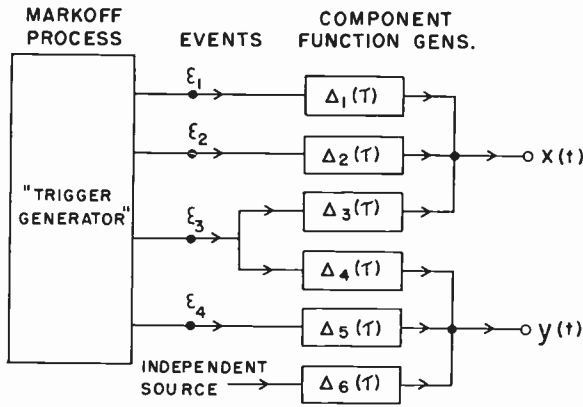 MARKOFF
PROCESS
EVENTS
COMPONENT
FUNCTION GENS.
"TRIGGER
GENERATOR"
ε1
ε2
ε3
ε4
INDEPENDENT
SOURCE
Δ1(τ)
Δ2(τ)
Δ3(τ)
Δ4(τ)
Δ5(τ)
Δ6(τ)
x(t)
y(t)